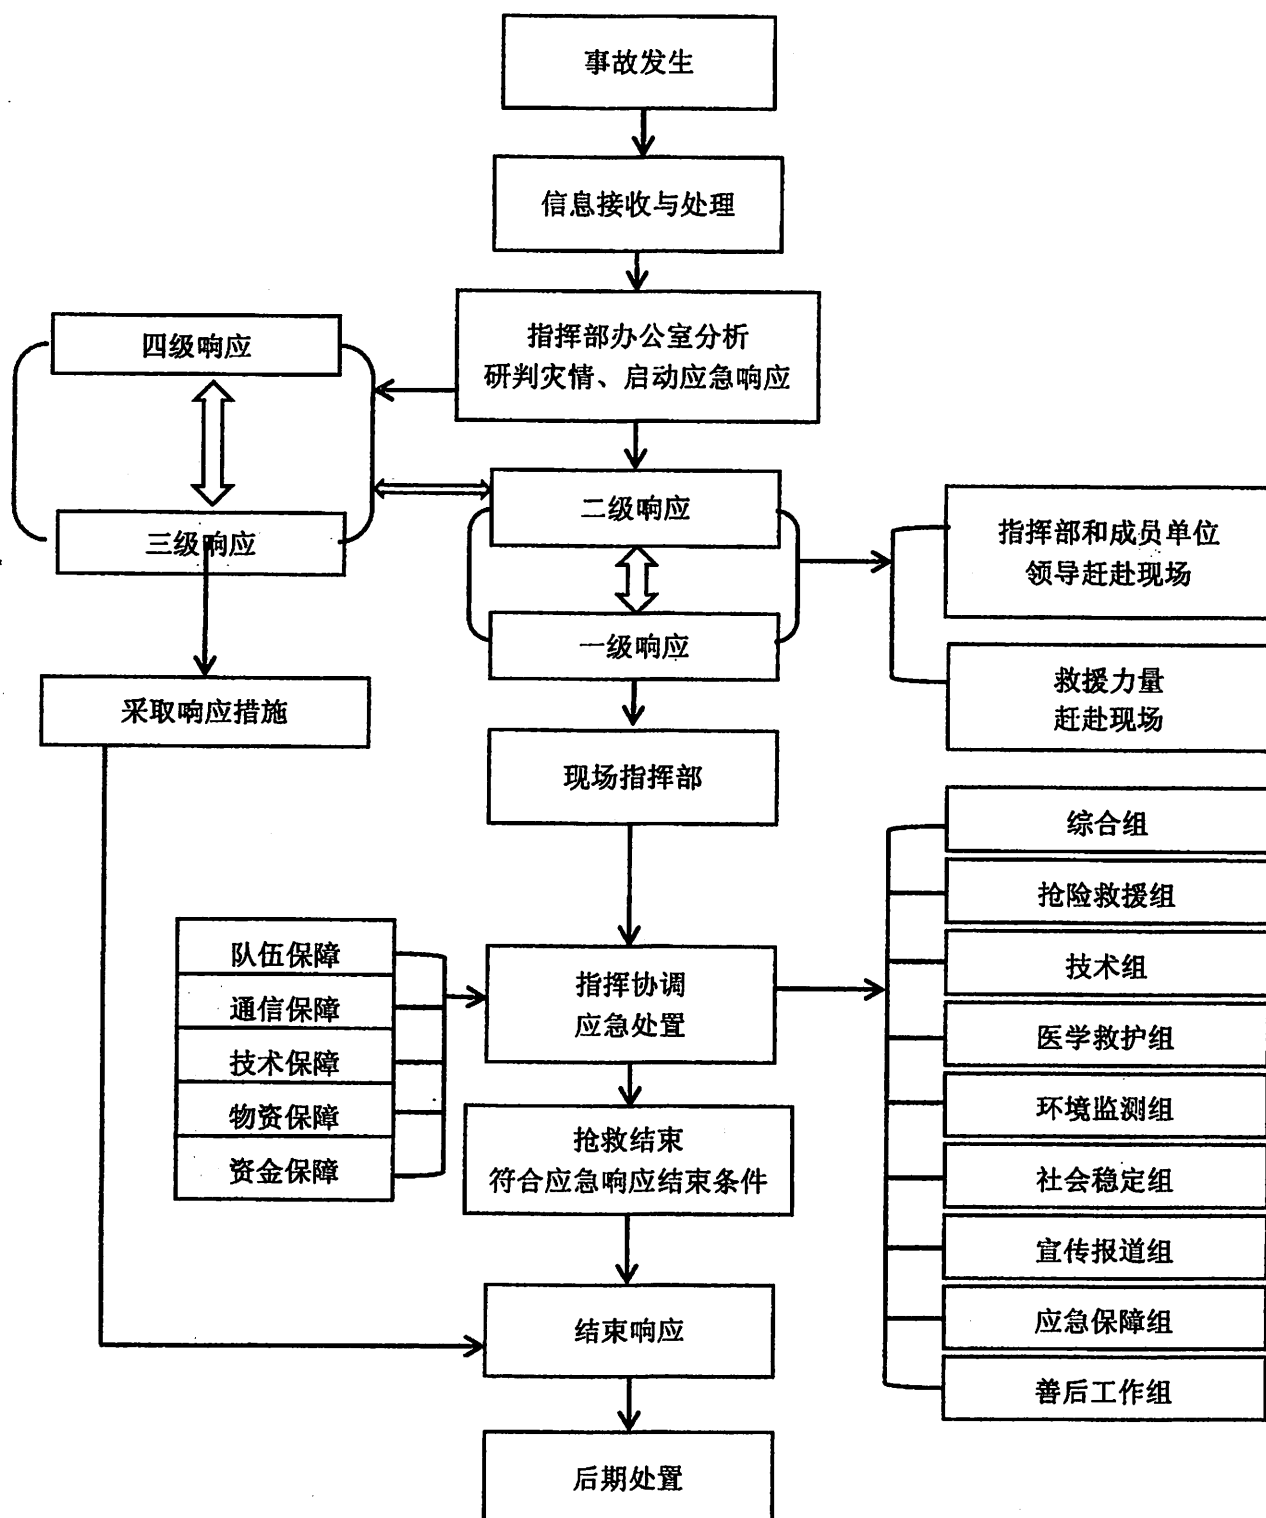 事故发生
信息接收与处理
指挥部办公室分析
研判灾情、启动应急响应
四级响应
三级响应
采取响应措施
二级响应
一级响应
指挥部和成员单位
领导赶赴现场
救援力量
赶赴现场
现场指挥部
队伍保障
通信保障
技术保障
物资保障
资金保障
指挥协调
应急处置
综合组
抢险救援组
技术组
医学救护组
环境监测组
社会稳定组
宣传报道组
应急保障组
善后工作组
抢救结束
符合应急响应结束条件
结束响应
后期处置